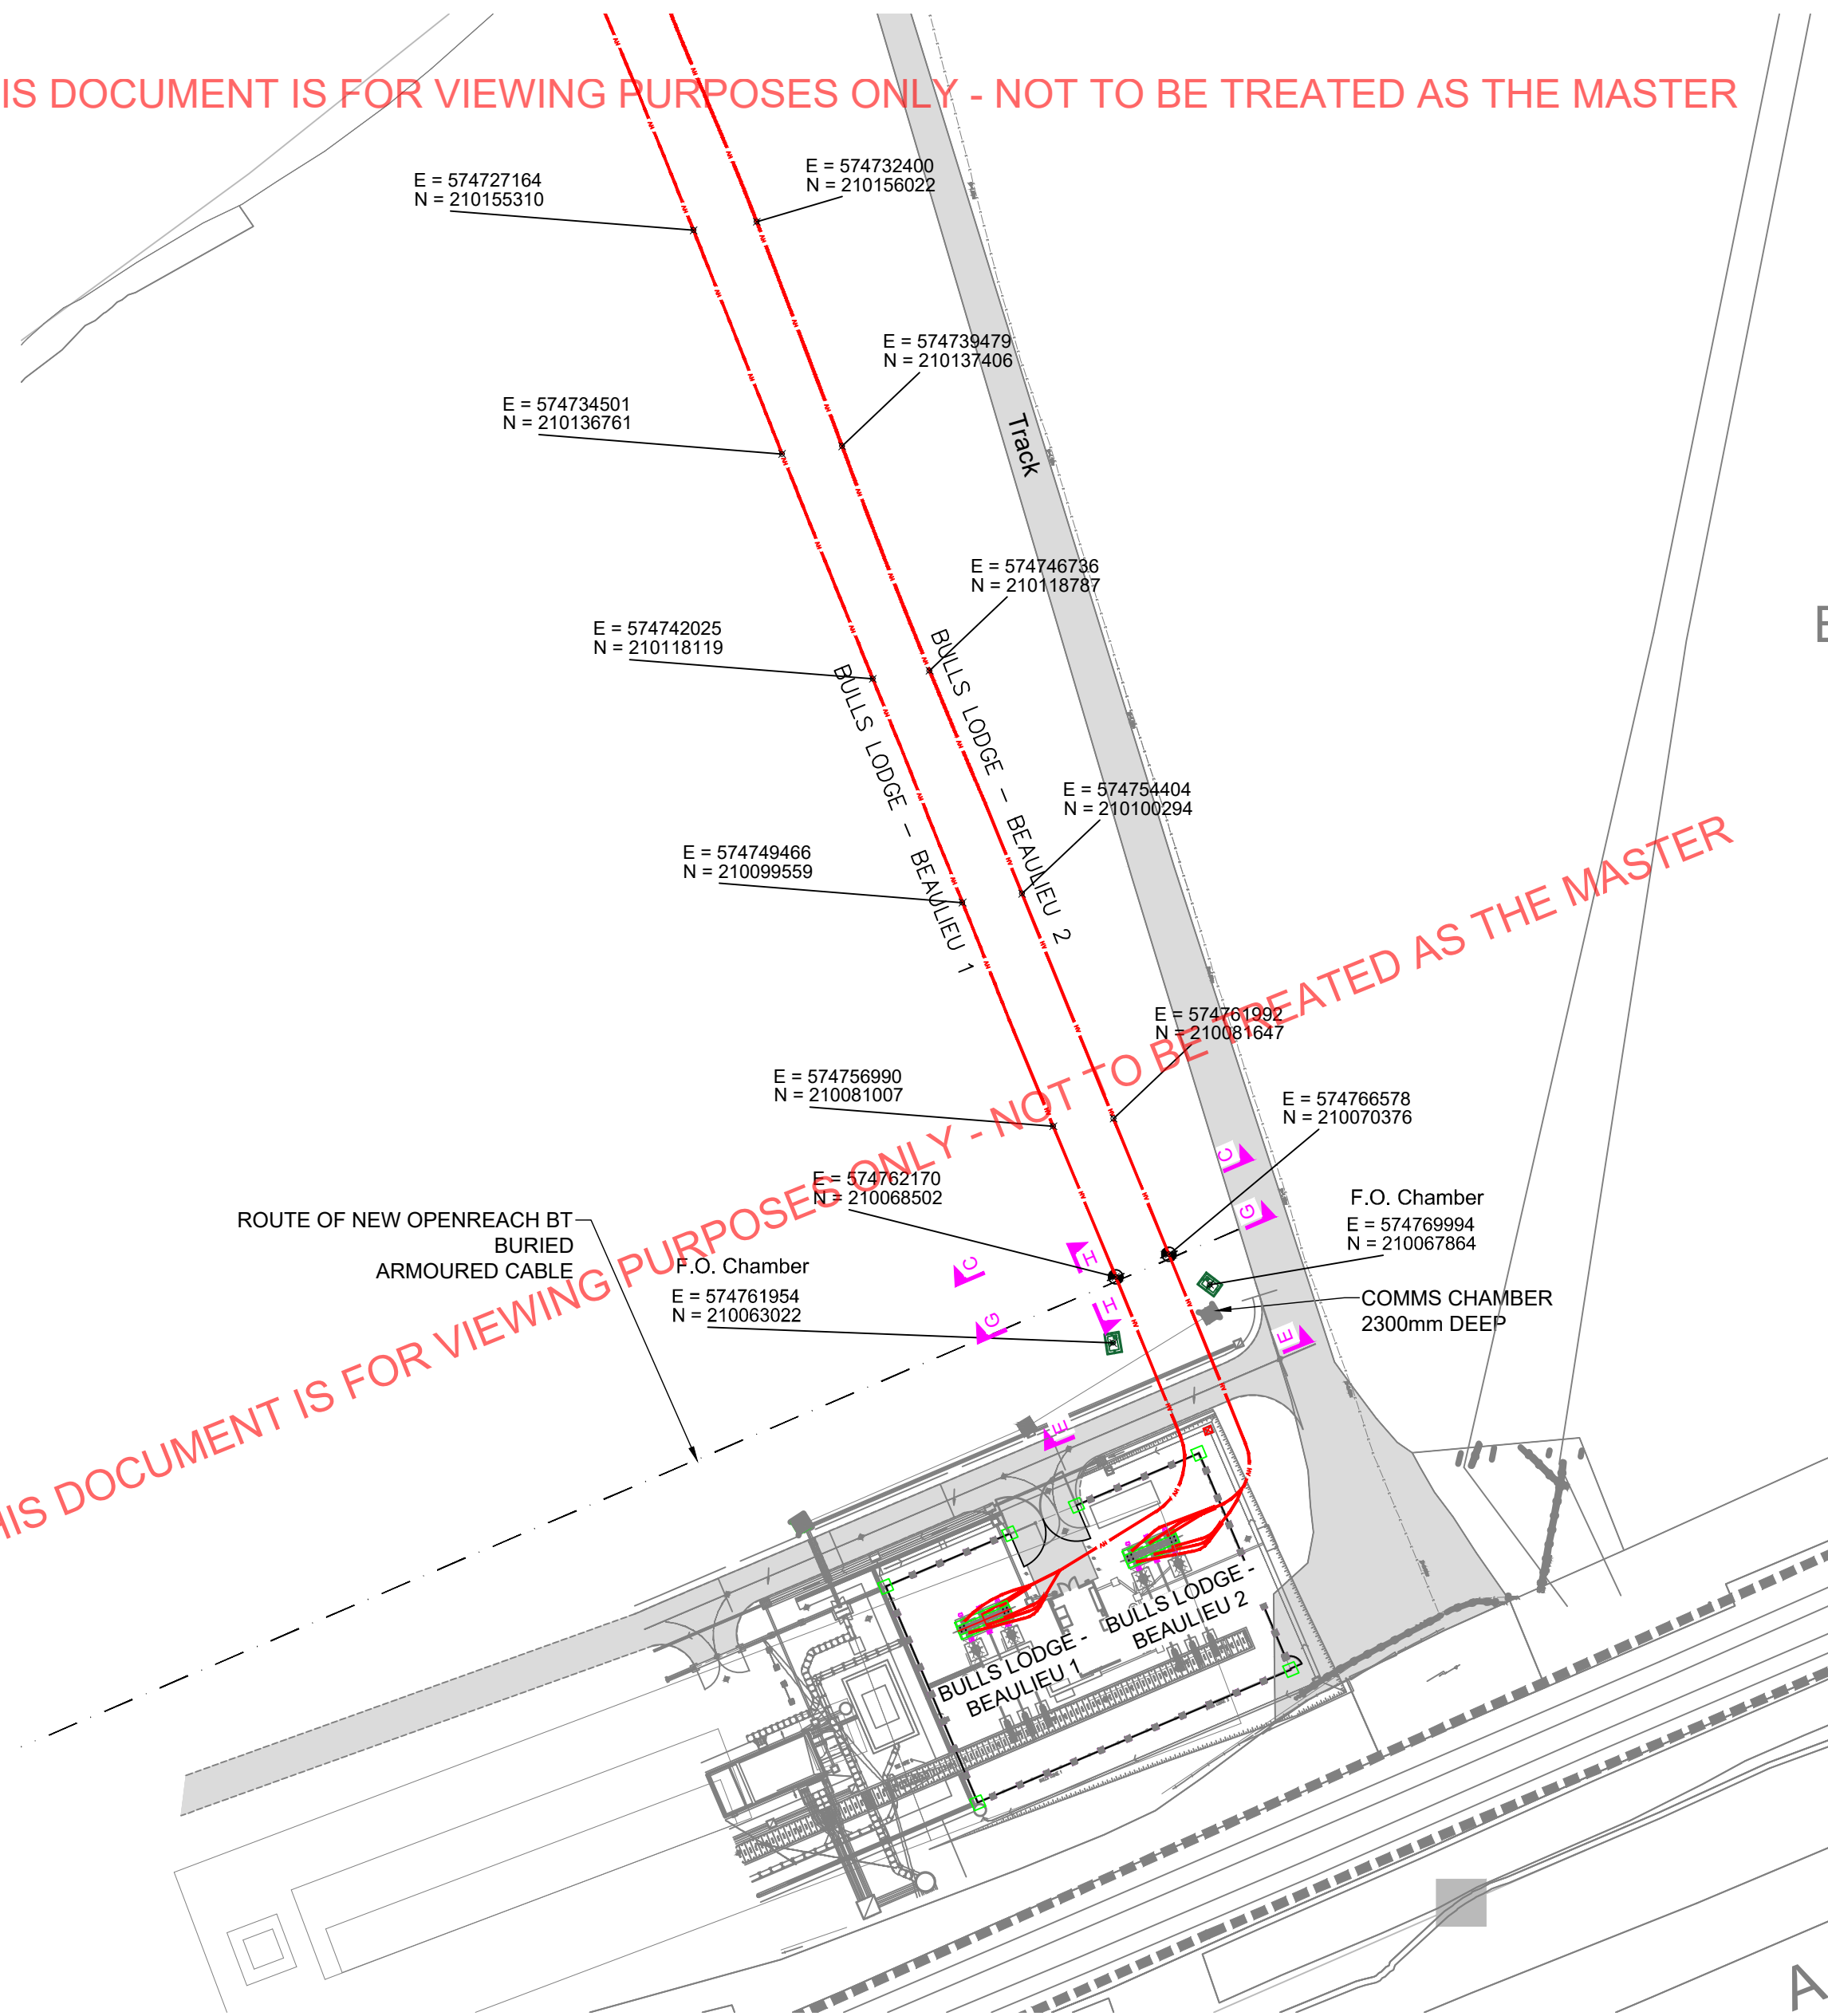 IS DOCUMENT IS FOR VIEWING PURPOSES ONLY - NOT TO BE TREATED AS THE MASTER
E = 574727164
N = 210155310
E = 574732400
N = 210156022
E = 574739479
N = 210137406
E = 574734501
N = 210136761
Track
E = 574746736
N = 210118787
E = 574742025
N = 210118119
BULLS LODGE - BEAULIEU 1
BULLS LODGE - BEAULIEU 2
E = 574754404
N = 210100294
E = 574749466
N = 210099559
E = 574761992
N = 210081647
E = 574756990
N = 210081007
E = 574766578
N = 210070376
E = 574762170
N = 210068502
HIS DOCUMENT IS FOR VIEWING PURPOSES ONLY - NOT TO BE TREATED AS THE MASTER
C
G
F.O. Chamber
E = 574769994
N = 210067864
ROUTE OF NEW OPENREACH BT
BURIED
ARMOURED CABLE
F.O. Chamber
E = 574761954
N = 210063022
C
G
H
H
COMMS CHAMBER
2300mm DEEP
E
E
BULLS LODGE -
BEAULIEU 2
BULLS LODGE -
BEAULIEU 1
E
A